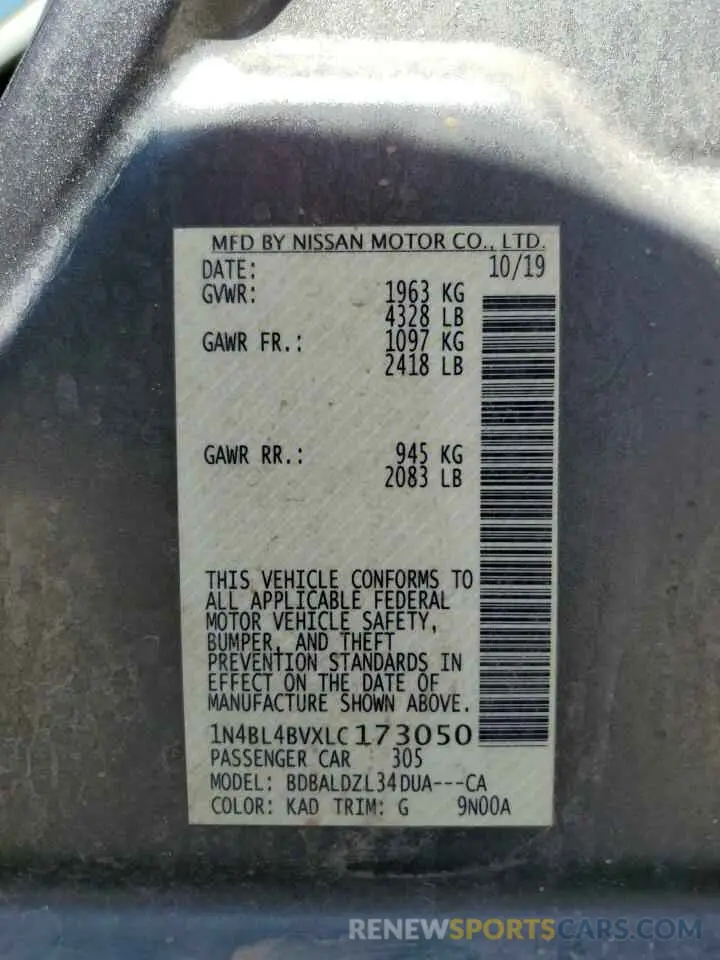 MFD BY NISSAN MOTOR CO., LTD.
DATE: 10/19
GVWR: 1963 KG
4328 LB
GAWR FR.: 1097 KG
2418 LB
GAWR RR.: 945 KG
2083 LB
THIS VEHICLE CONFORMS TO
ALL APPLICABLE FEDERAL
MOTOR VEHICLE SAFETY,
BUMPER, AND THEFT
PREVENTION STANDARDS IN
EFFECT ON THE DATE OF
MANUFACTURE SHOWN ABOVE.
1N4BL4BVXLC173050
PASSENGER CAR 305
MODEL: BDBALDZL34DUA---CA
COLOR: KAD TRIM: G 9N00A
RENEWSPORTSCARS.COM